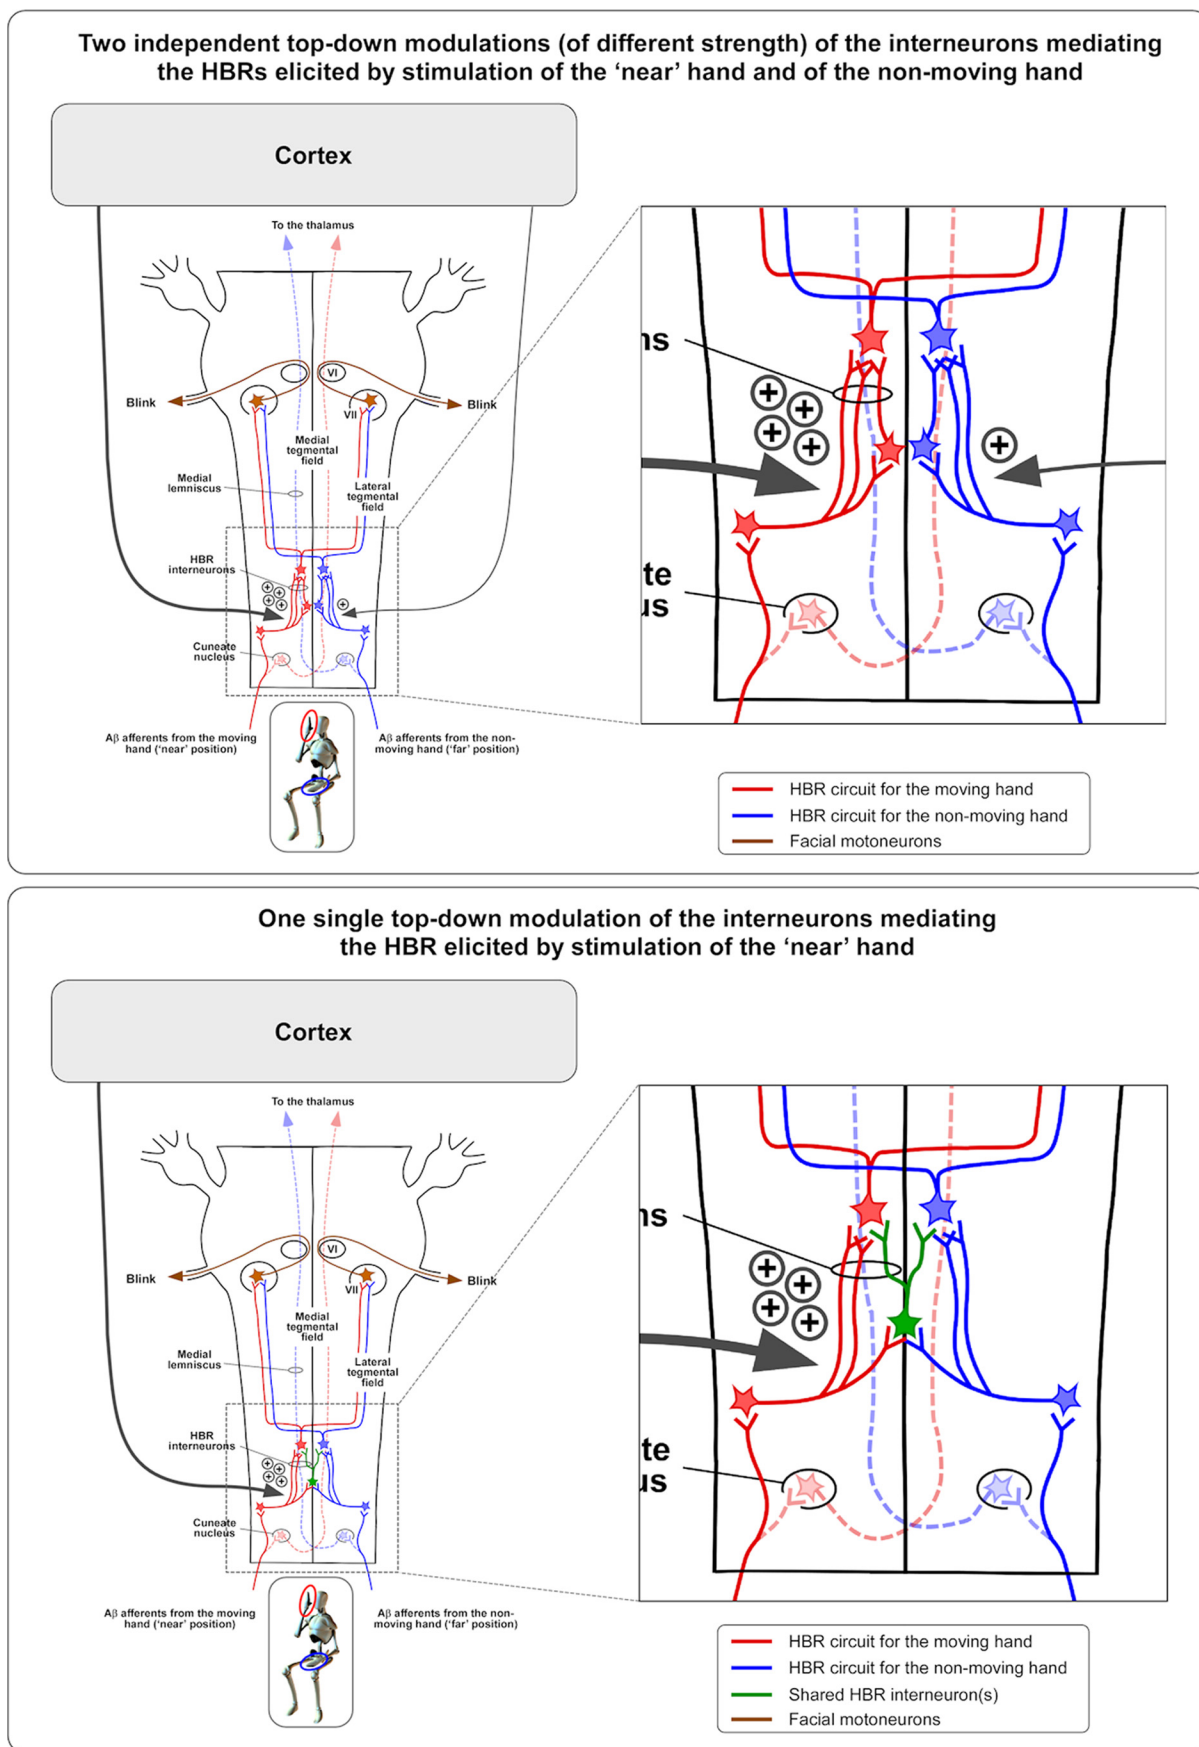 Two independent top-down modulations (of different strength) of the interneurons mediating
the HBRs elicited by stimulation of the ‘near’ hand and of the non-moving hand
Cortex
To the thalamus
VI
Blink
VII
Blink
Medial
tegmental
field
Medial
lemniscus
Lateral
tegmental
field
HBR
interneurons
Cuneate
nucleus
Aβ afferents from the moving
hand (‘near’ position)
Aβ afferents from the non-
moving hand (‘far’ position)
ns
te
us
HBR circuit for the moving hand
HBR circuit for the non-moving hand
Facial motoneurons
One single top-down modulation of the interneurons mediating
the HBR elicited by stimulation of the ‘near’ hand
Cortex
To the thalamus
VI
Blink
VII
Blink
Medial
tegmental
field
Medial
lemniscus
Lateral
tegmental
field
HBR
interneurons
Cuneate
nucleus
Aβ afferents from the moving
hand (‘near’ position)
Aβ afferents from the non-
moving hand (‘far’ position)
ns
te
us
HBR circuit for the moving hand
HBR circuit for the non-moving hand
Shared HBR interneuron(s)
Facial motoneurons